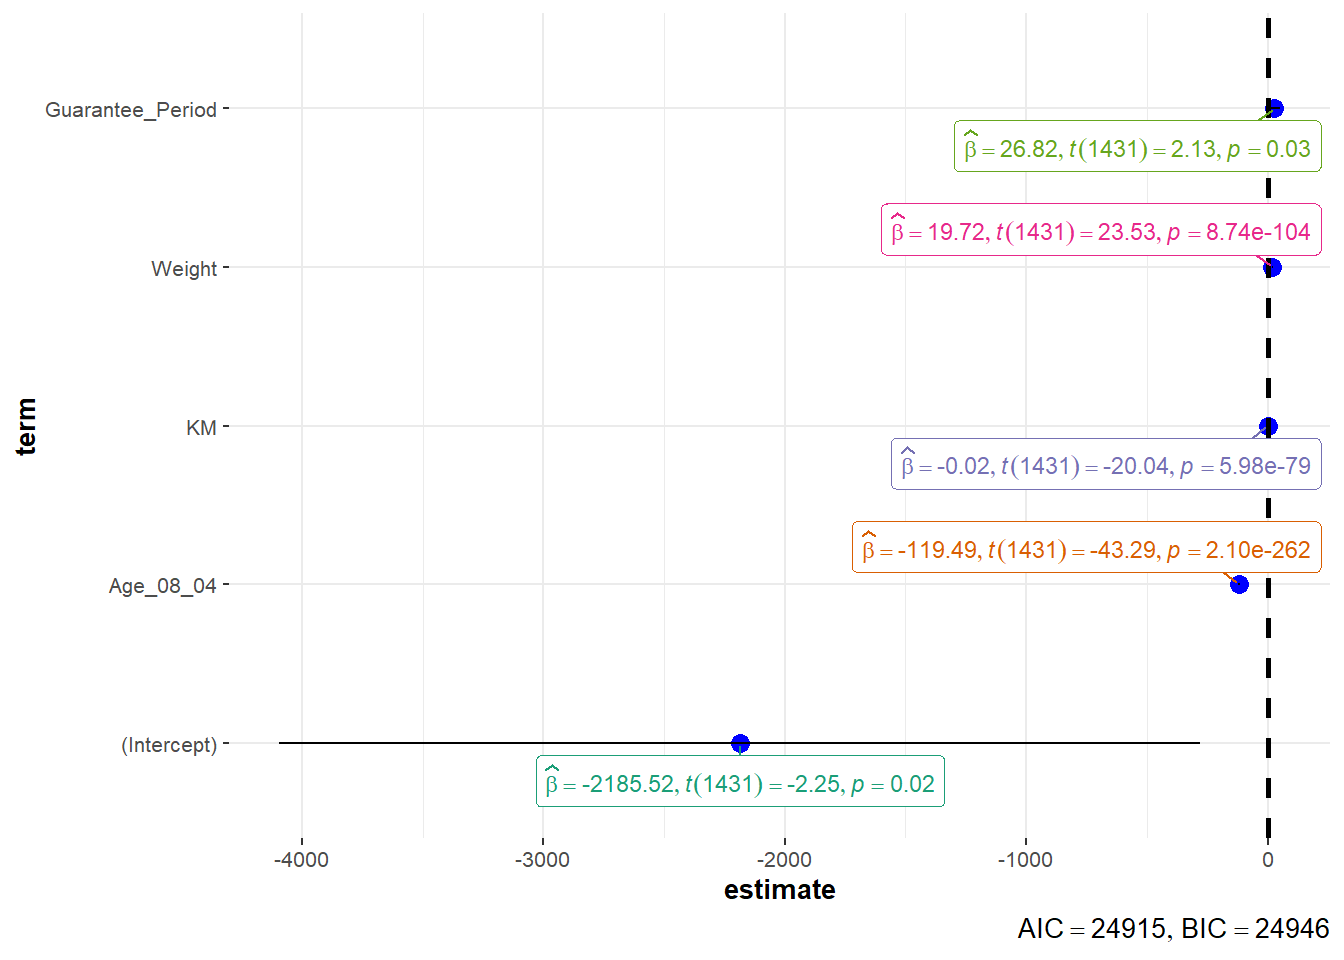 Guarantee_Period
β̂ = 26.82, t(1431) = 2.13, p = 0.03
β̂ = 19.72, t(1431) = 23.53, p = 8.74e-104
Weight
term
KM
β̂ = -0.02, t(1431) = -20.04, p = 5.98e-79
β̂ = -119.49, t(1431) = -43.29, p = 2.10e-262
Age_08_04
(Intercept)
β̂ = -2185.52, t(1431) = -2.25, p = 0.02
-4000 -3000 -2000 -1000 0
estimate
AIC = 24915, BIC = 24946